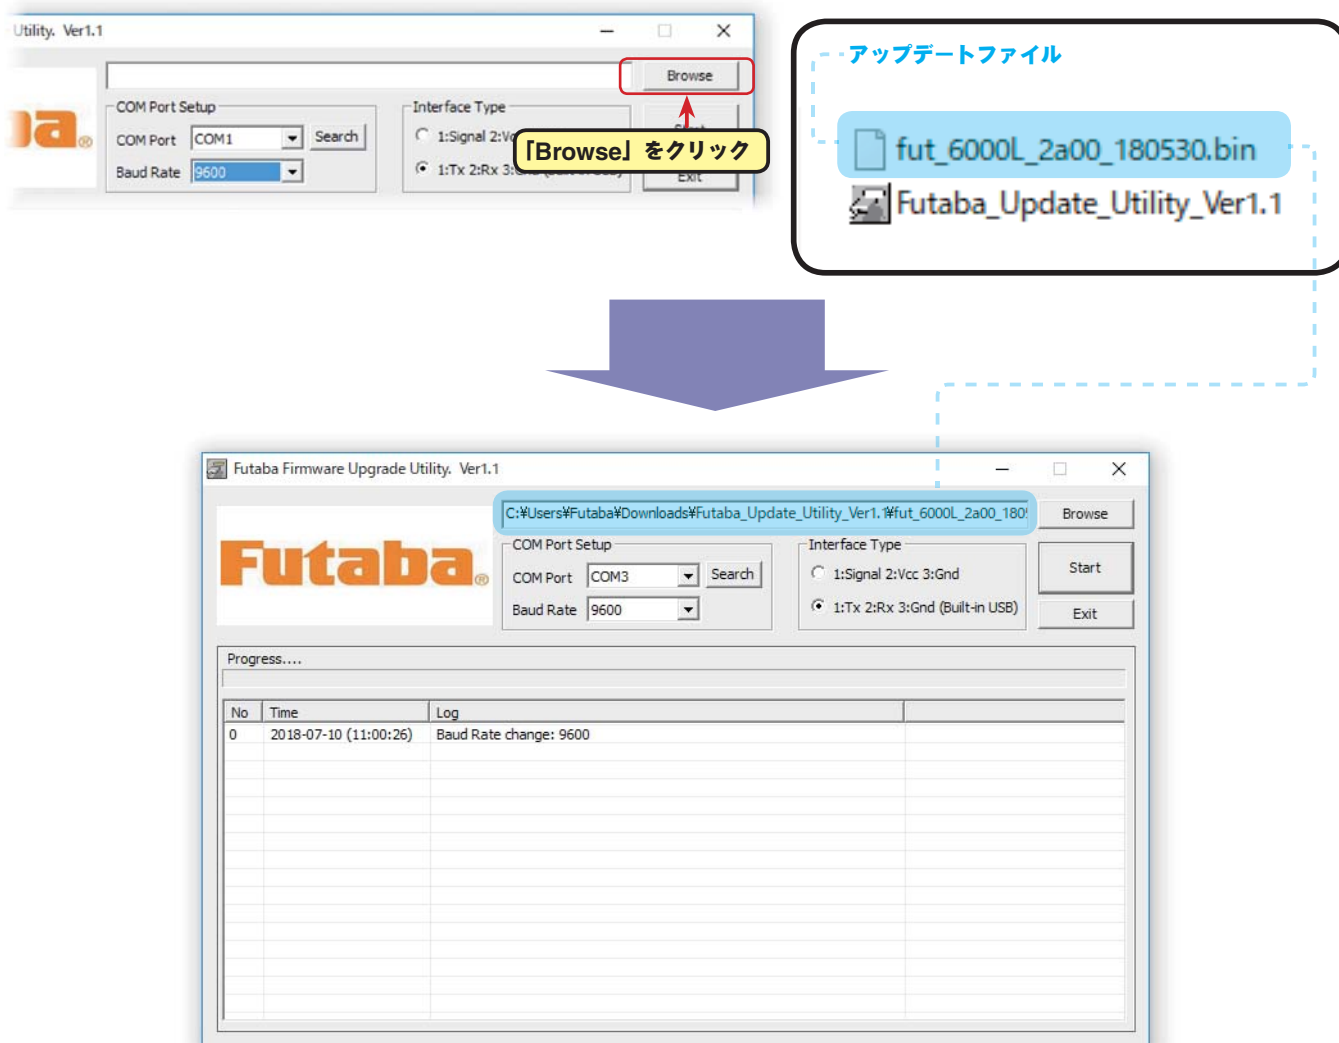 Utility. Ver1.1
Browse
COM Port Setup
COM Port COM1 Search
Baud Rate 9600
Interface Type
1:Signal 2:Vc
1:Tx 2:Rx 3:
Exit
「Browse」をクリック
アップデートファイル
fut_6000L_2a00_180530.bin
Futaba_Update_Utility_Ver1.1
Futaba Firmware Upgrade Utility. Ver1.1
Futaba®
C:¥Users¥Futaba¥Downloads¥Futaba_Update_Utility_Ver1.1¥fut_6000L_2a00_180
Browse
COM Port Setup
COM Port COM3 Search
Baud Rate 9600
Interface Type
1:Signal 2:Vcc 3:Gnd
1:Tx 2:Rx 3:Gnd (Built-in USB)
Start
Exit
Progress....
No Time Log
0 2018-07-10 (11:00:26) Baud Rate change: 9600